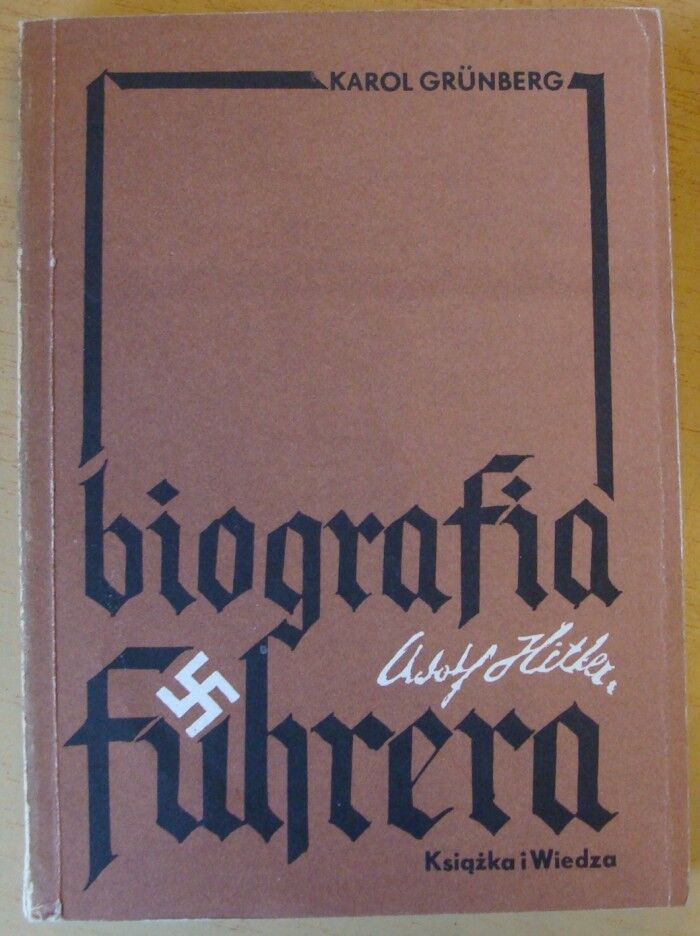 KAROL GRÜNBERG
biografia
Adolf Hitler.
führera
Książka i Wiedza